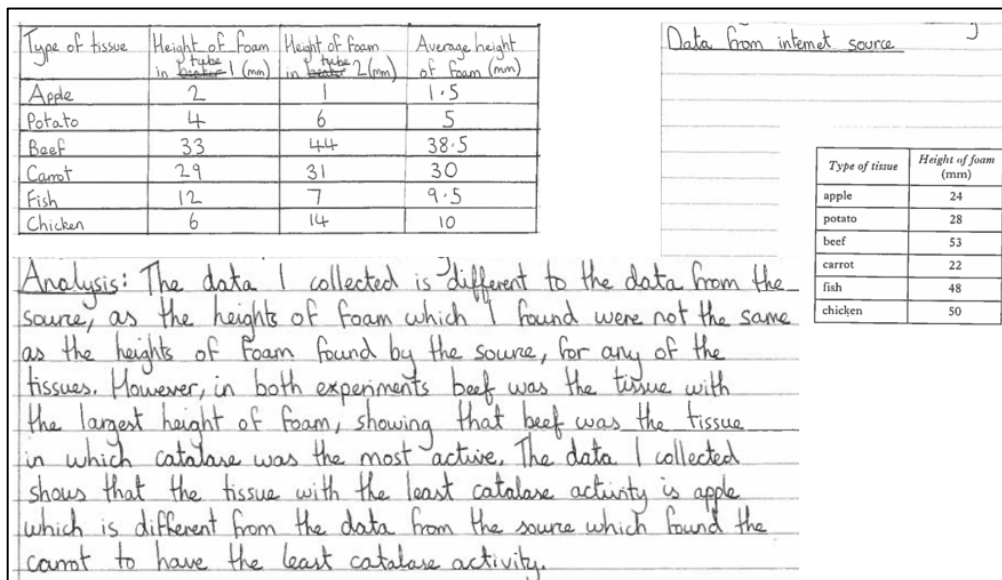 Type of tissue Height of foam in tube 1 (mm) Height of foam in tube 2 (mm) Average height of foam (mm)
Apple 2 1 1.5
Potato 4 6 5
Beef 33 44 38.5
Carrot 29 31 30
Fish 12 7 9.5
Chicken 6 14 10
Data from internet source
Type of tissue Height of foam (mm)
apple 24
potato 28
beef 53
carrot 22
fish 48
chicken 50
Analysis: The data I collected is different to the data from the
source, as the heights of foam which I found were not the same
as the heights of foam found by the source, for any of the
tissues. However, in both experiments beef was the tissue with
the largest height of foam, showing that beef was the tissue
in which catalase was the most active. The data I collected
shows that the tissue with the least catalase activity is apple
which is different from the data from the source which found the
carrot to have the least catalase activity.